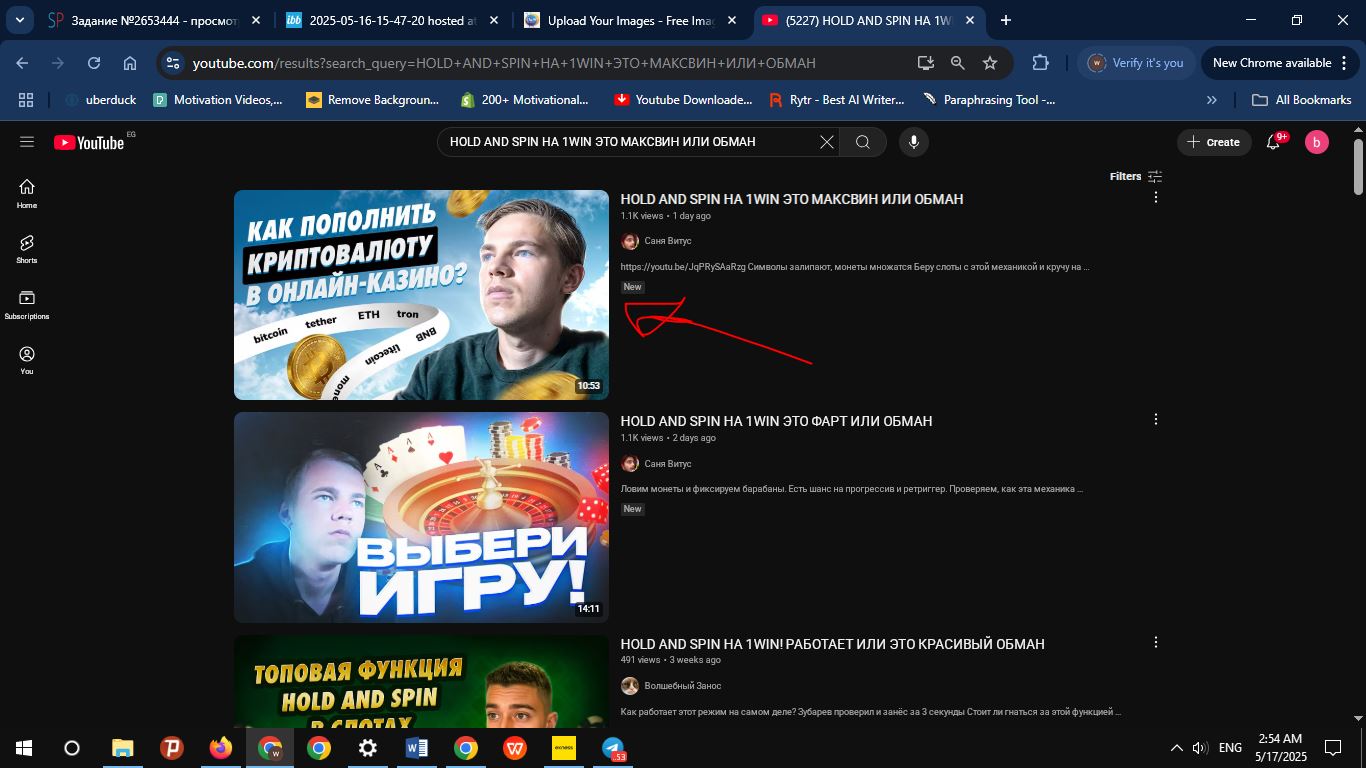 Задание №2653444 - просмот
ibb
2025-05-16-15-47-20 hosted at
Upload Your Images - Free Imag
(5227) HOLD AND SPIN НА 1WI
youtube.com/results?search_query=HOLD+AND+SPIN+НА+1WIN+ЭТО+МАКСВИН+ИЛИ+ОБМАН
Verify it's you
New Chrome available
uberduck
Motivation Videos,...
Remove Backgroun...
200+ Motivational...
Youtube Downloade...
Rytr - Best AI Writer...
Paraphrasing Tool -...
All Bookmarks
YouTube EG
HOLD AND SPIN НА 1WIN ЭТО МАКСВИН ИЛИ ОБМАН
Create
9+
b
Filters
Home
Shorts
Subscriptions
You
КАК ПОПОЛНИТЬ
КРИПТОВАЛЮТУ
В ОНЛАЙН-КАЗИНО?
bitcoin tether ETH tron
BNB
litecoin
mone
10:53
HOLD AND SPIN НА 1WIN ЭТО МАКСВИН ИЛИ ОБМАН
1.1K views • 1 day ago
Саня Витус
https://youtu.be/JqPRySAaRzg Символы залипают, монеты множатся Беру слоты с этой механикой и кручу на ...
New
ВЫБЕРИ
ИГРУ!
14:11
HOLD AND SPIN НА 1WIN ЭТО ФАРТ ИЛИ ОБМАН
1.1K views • 2 days ago
Саня Витус
Ловим монеты и фиксируем барабаны. Есть шанс на прогрессив и ретриггер. Проверяем, как эта механика ...
New
ТОПОВАЯ ФУНКЦИЯ
HOLD AND SPIN
В СЛОТАХ
HOLD AND SPIN НА 1WIN! РАБОТАЕТ ИЛИ ЭТО КРАСИВЫЙ ОБМАН
491 views • 3 weeks ago
Волшебный Занос
Как работает этот режим на самом деле? Зубарев проверил и занёс за 3 секунды Стоит ли гнаться за этой функцией ...
exness
53
ENG
2:54 AM
5/17/2025